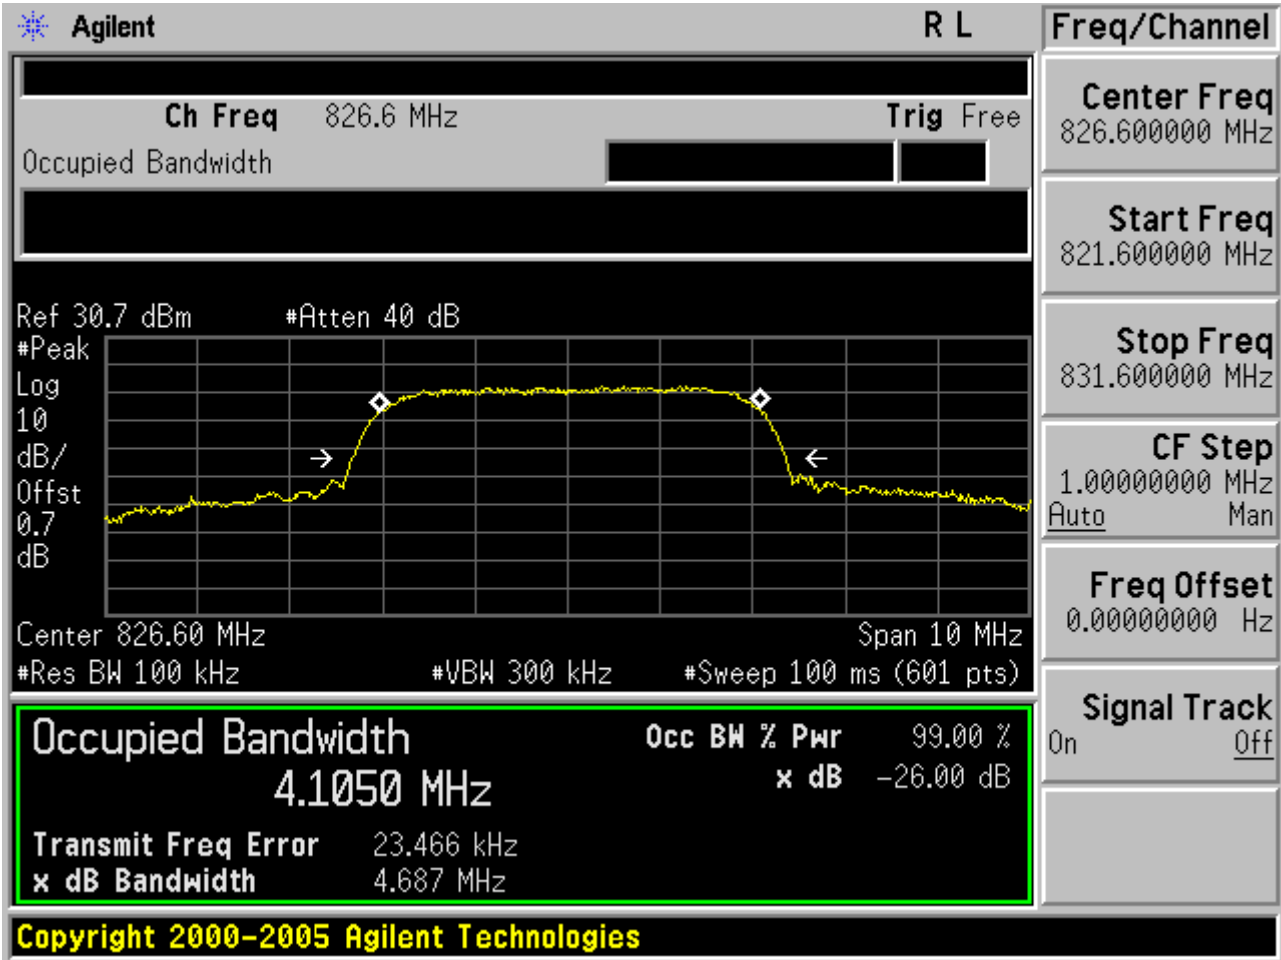 Agilent R L Freq/Channel
Ch Freq 826.6 MHz Trig Free
Occupied Bandwidth
Center Freq
826.600000 MHz
Start Freq
821.600000 MHz
Ref 30.7 dBm #Atten 40 dB
#Peak
Log
10
dB/
Offst
0.7
dB
Stop Freq
831.600000 MHz
CF Step
1.00000000 MHz
Auto Man
Freq Offset
0.00000000 Hz
Center 826.60 MHz Span 10 MHz
#Res BW 100 kHz #VBW 300 kHz #Sweep 100 ms (601 pts)
Signal Track
On Off
Occupied Bandwidth Occ BW % Pwr 99.00 %
4.1050 MHz x dB -26.00 dB
Transmit Freq Error 23.466 kHz
x dB Bandwidth 4.687 MHz
Copyright 2000-2005 Agilent Technologies